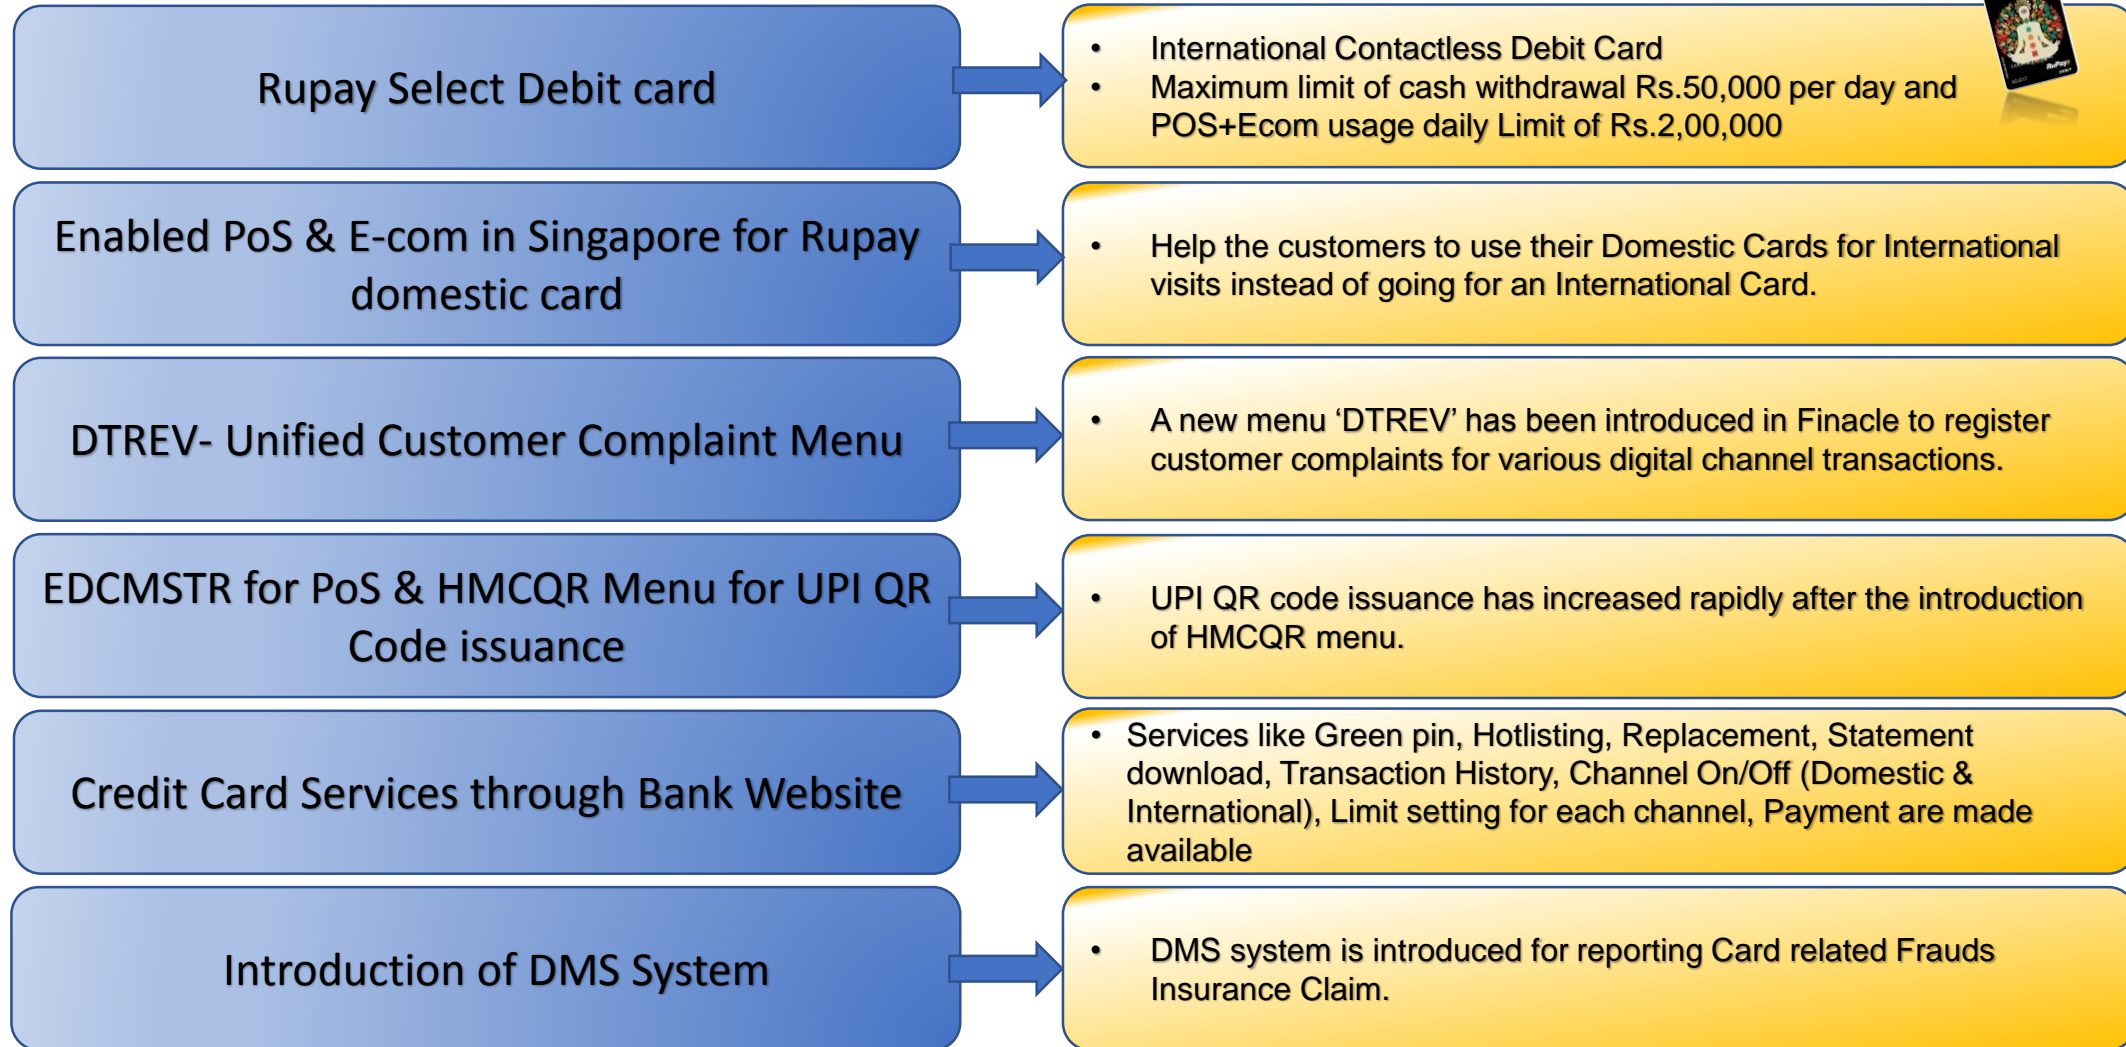 Rupay Select Debit card
• International Contactless Debit Card
• Maximum limit of cash withdrawal Rs.50,000 per day and
POS+Ecom usage daily Limit of Rs.2,00,000
RuPay
SELECT
DEBIT
Enabled PoS & E-com in Singapore for Rupay
domestic card
• Help the customers to use their Domestic Cards for International
visits instead of going for an International Card.
DTREV- Unified Customer Complaint Menu
• A new menu ‘DTREV’ has been introduced in Finacle to register
customer complaints for various digital channel transactions.
EDCMSTR for PoS & HMCQR Menu for UPI QR
Code issuance
• UPI QR code issuance has increased rapidly after the introduction
of HMCQR menu.
Credit Card Services through Bank Website
• Services like Green pin, Hotlisting, Replacement, Statement
download, Transaction History, Channel On/Off (Domestic &
International), Limit setting for each channel, Payment are made
available
Introduction of DMS System
• DMS system is introduced for reporting Card related Frauds
Insurance Claim.